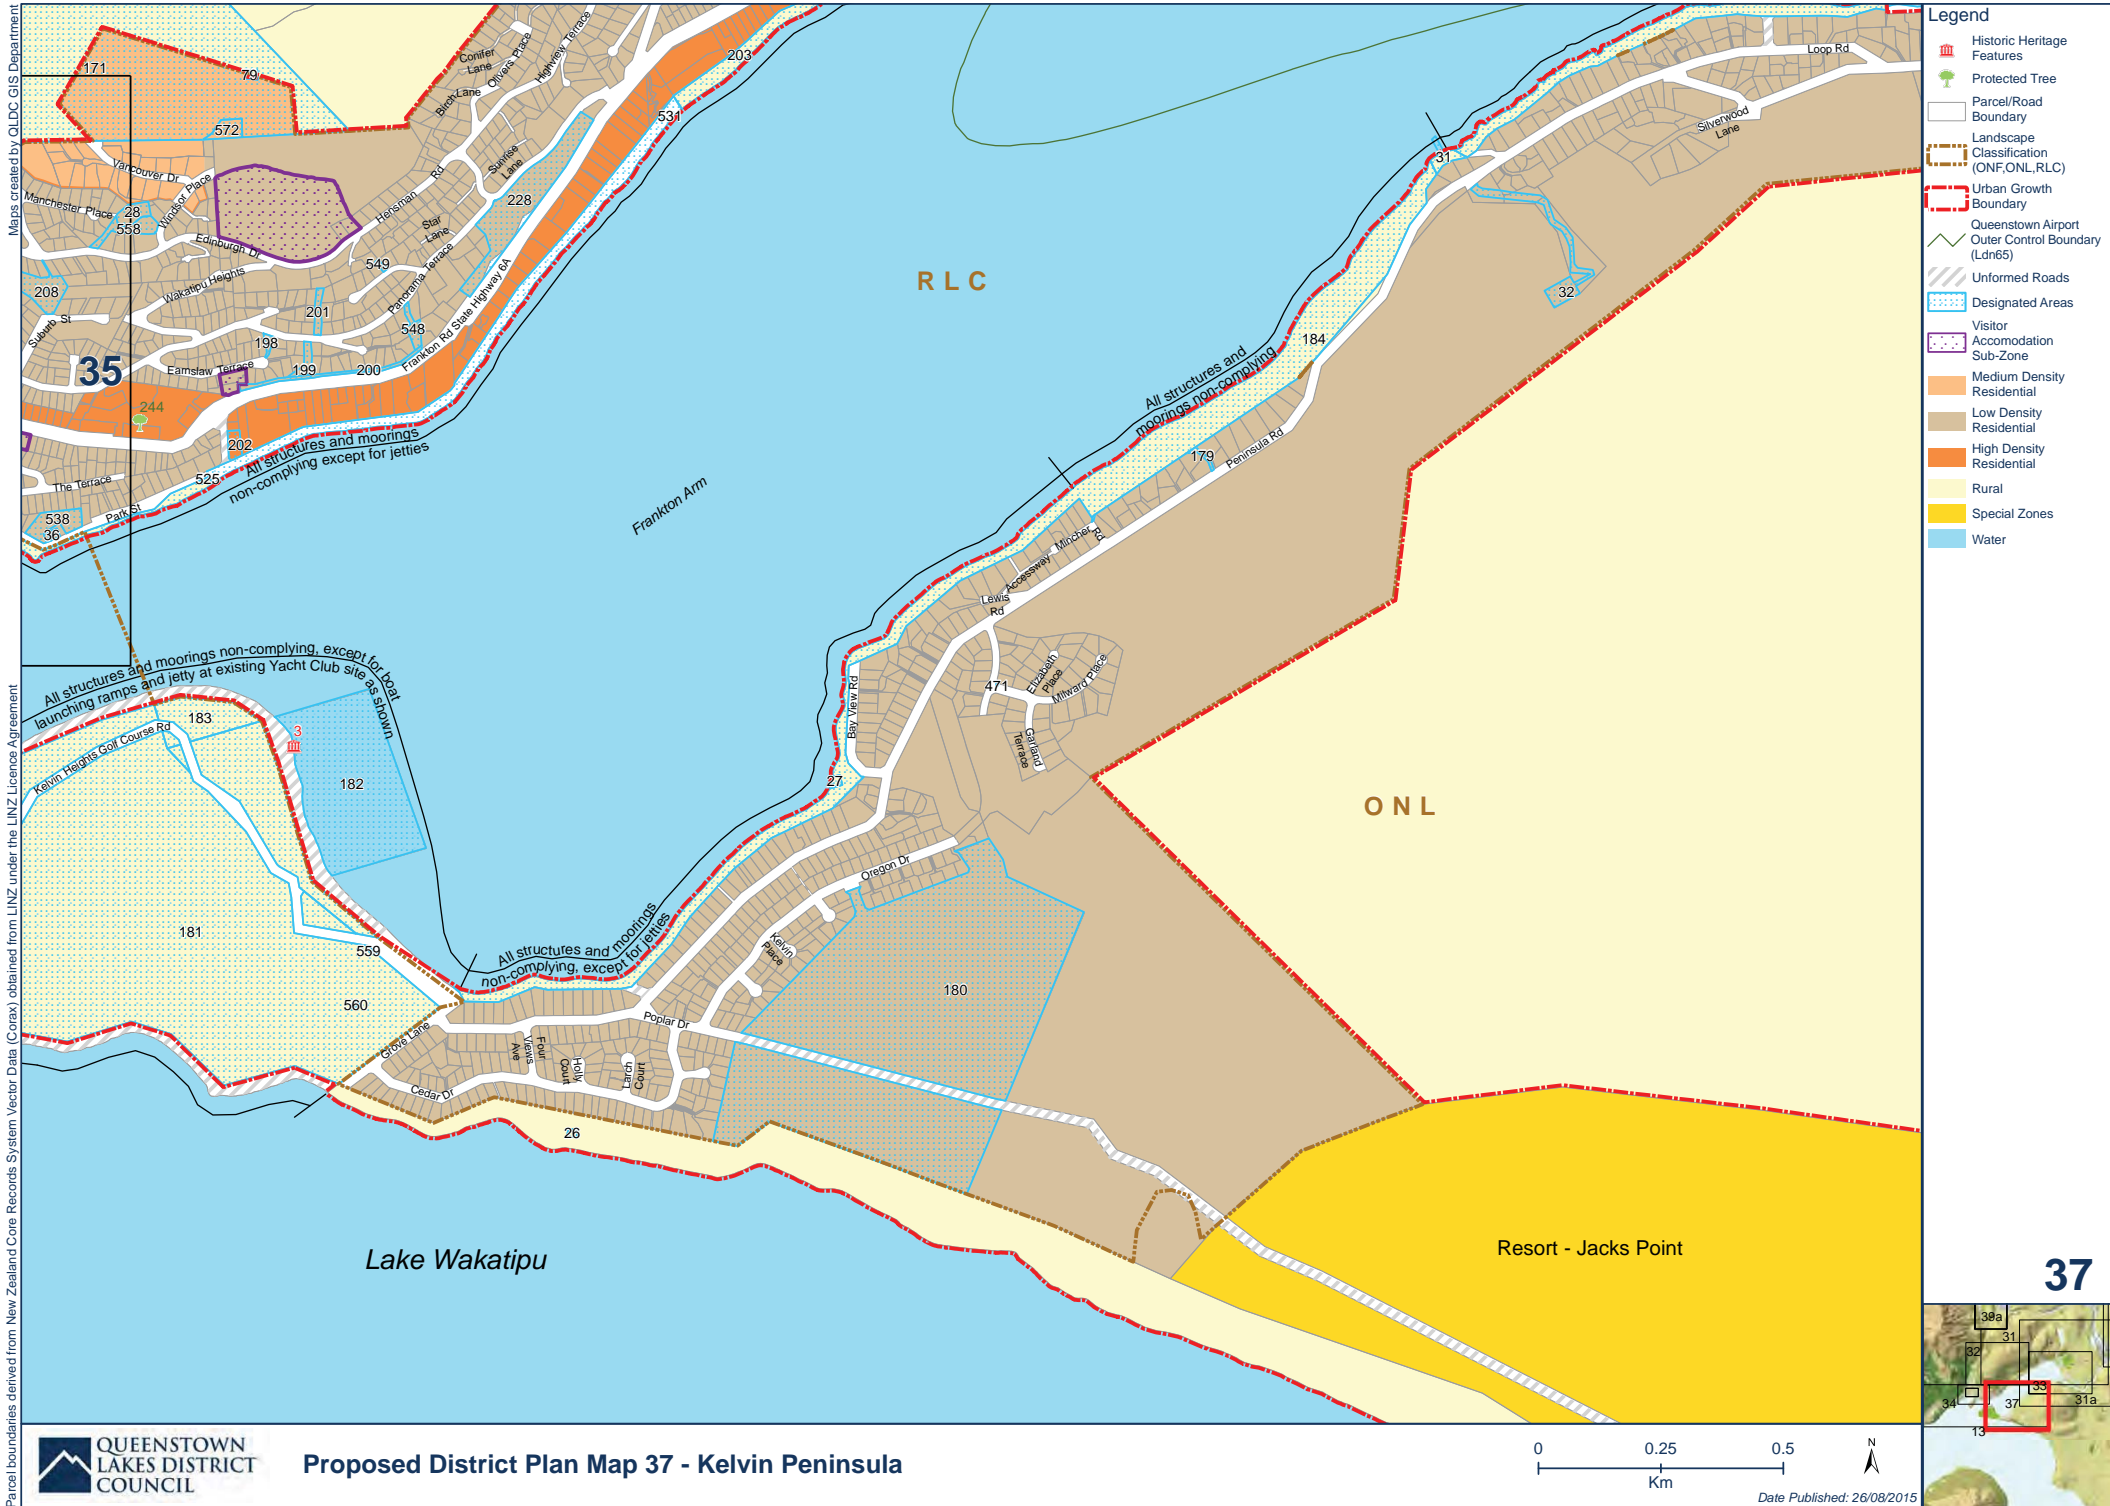 Maps created by QLDC GIS Department
Parcel boundaries derived from New Zealand Core Records System Vector Data (Corax) obtained from LINZ under the LINZ Licence Agreement
171
79
572
Vancouver Dr
Manchester Place
28
558
Windsor Place
Edinburgh Dr
Wakatipu Heights
208
Suburb St
35
201
198
199
200
Earnslaw Terrace
244
202
The Terrace
525
538
36
Park St
Conifer
Lane
Olivers Place
Highview Terrace
Birch Lane
203
531
Sunrise
Lane
Hensman Rd
228
Star
Lane
549
Panorama Terrace
548
Frankton Rd State Highway 6A
All structures and moorings
non-complying except for jetties
RLC
Frankton Arm
Loop Rd
Silverwood
Lane
31
32
184
All structures and
moorings non-complying
179
Peninsula Rd
Mincher
Rd
Accessway
Lewis
Rd
471
Elizabeth
Place
Milward Place
Garland
Terrace
Bay View Rd
27
ONL
All structures and moorings non-complying, except for boat
launching ramps and jetty at existing Yacht Club site as shown
183
Kelvin Heights Golf Course Rd
3
182
181
559
560
All structures and moorings
non-complying, except for jetties
Oregon Dr
Kelvin
Place
180
Poplar Dr
Grove Lane
Four
Views
Ave
Holly
Court
Larch
Court
Cedar Dr
26
Lake Wakatipu
Resort - Jacks Point
Legend
Historic Heritage
Features
Protected Tree
Parcel/Road
Boundary
Landscape
Classification
(ONF,ONL,RLC)
Urban Growth
Boundary
Queenstown Airport
Outer Control Boundary
(Ldn65)
Unformed Roads
Designated Areas
Visitor
Accomodation
Sub-Zone
Medium Density
Residential
Low Density
Residential
High Density
Residential
Rural
Special Zones
Water
37
39a
31
32
33
34
37
31a
13
QUEENSTOWN
LAKES DISTRICT
COUNCIL
Proposed District Plan Map 37 - Kelvin Peninsula
0 0.25 0.5
Km
N
Date Published: 26/08/2015